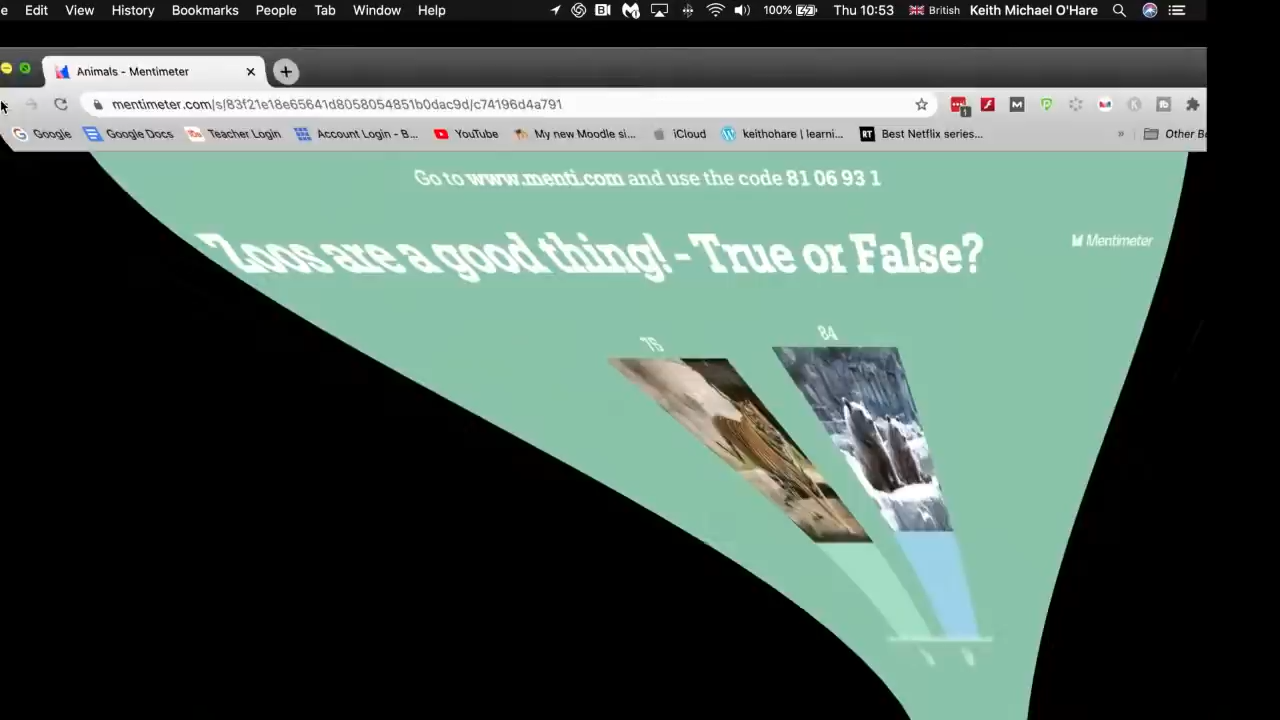 Edit View History Bookmarks People Tab Window Help 100% Thu 10:53 British Keith Michael O'Hare
Animals - Mentimeter
mentimeter.com/s/83f21e18e65641d8058054851b0dac9d/c74196d4a791
Google Google Docs Teacher Login Account Login - B... YouTube My new Moodle si... iCloud keithohare | learni... RT Best Netflix series... » Other Be
Go to www.menti.com and use the code 81 06 93 1
Zoos are a good thing! - True or False?
Mentimeter
75 84